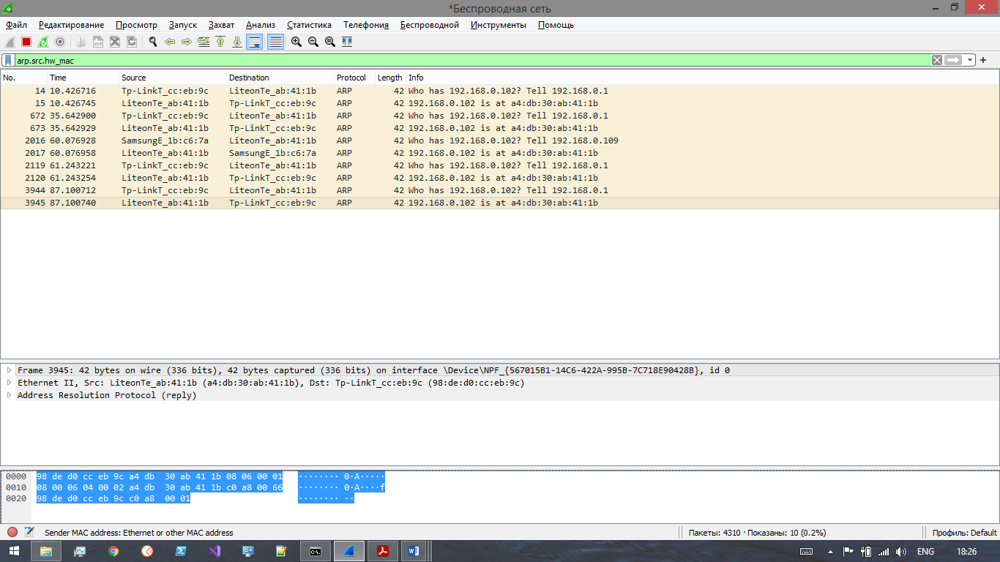 *Беспроводная сеть
Файл Редактирование Просмотр Запуск Захват Анализ Статистика Телефония Беспроводной Инструменты Помощь
arp.src.hw_mac
No. Time Source Destination Protocol Length Info
14 10.426716 Tp-LinkT_cc:eb:9c LiteonTe_ab:41:1b ARP 42 Who has 192.168.0.102? Tell 192.168.0.1
15 10.426745 LiteonTe_ab:41:1b Tp-LinkT_cc:eb:9c ARP 42 192.168.0.102 is at a4:db:30:ab:41:1b
672 35.642900 Tp-LinkT_cc:eb:9c LiteonTe_ab:41:1b ARP 42 Who has 192.168.0.102? Tell 192.168.0.1
673 35.642929 LiteonTe_ab:41:1b Tp-LinkT_cc:eb:9c ARP 42 192.168.0.102 is at a4:db:30:ab:41:1b
2016 60.076928 SamsungE_1b:c6:7a LiteonTe_ab:41:1b ARP 42 Who has 192.168.0.102? Tell 192.168.0.109
2017 60.076958 LiteonTe_ab:41:1b SamsungE_1b:c6:7a ARP 42 192.168.0.102 is at a4:db:30:ab:41:1b
2119 61.243221 Tp-LinkT_cc:eb:9c LiteonTe_ab:41:1b ARP 42 Who has 192.168.0.102? Tell 192.168.0.1
2120 61.243254 LiteonTe_ab:41:1b Tp-LinkT_cc:eb:9c ARP 42 192.168.0.102 is at a4:db:30:ab:41:1b
3944 87.100712 Tp-LinkT_cc:eb:9c LiteonTe_ab:41:1b ARP 42 Who has 192.168.0.102? Tell 192.168.0.1
3945 87.100740 LiteonTe_ab:41:1b Tp-LinkT_cc:eb:9c ARP 42 192.168.0.102 is at a4:db:30:ab:41:1b
Frame 3945: 42 bytes on wire (336 bits), 42 bytes captured (336 bits) on interface \Device\NPF_{567015B1-14C6-422A-995B-7C718E90428B}, id 0
Ethernet II, Src: LiteonTe_ab:41:1b (a4:db:30:ab:41:1b), Dst: Tp-LinkT_cc:eb:9c (98:de:d0:cc:eb:9c)
Address Resolution Protocol (reply)
0000 98 de d0 cc eb 9c a4 db 30 ab 41 1b 08 06 00 01 ········ 0·A·····
0010 08 00 06 04 00 02 a4 db 30 ab 41 1b c0 a8 00 66 ········ 0·A····f
0020 98 de d0 cc eb 9c c0 a8 00 01 ········ ··
Sender MAC address: Ethernet or other MAC address Пакеты: 4310 · Показаны: 10 (0.2%) Профиль: Default
ENG 18:26